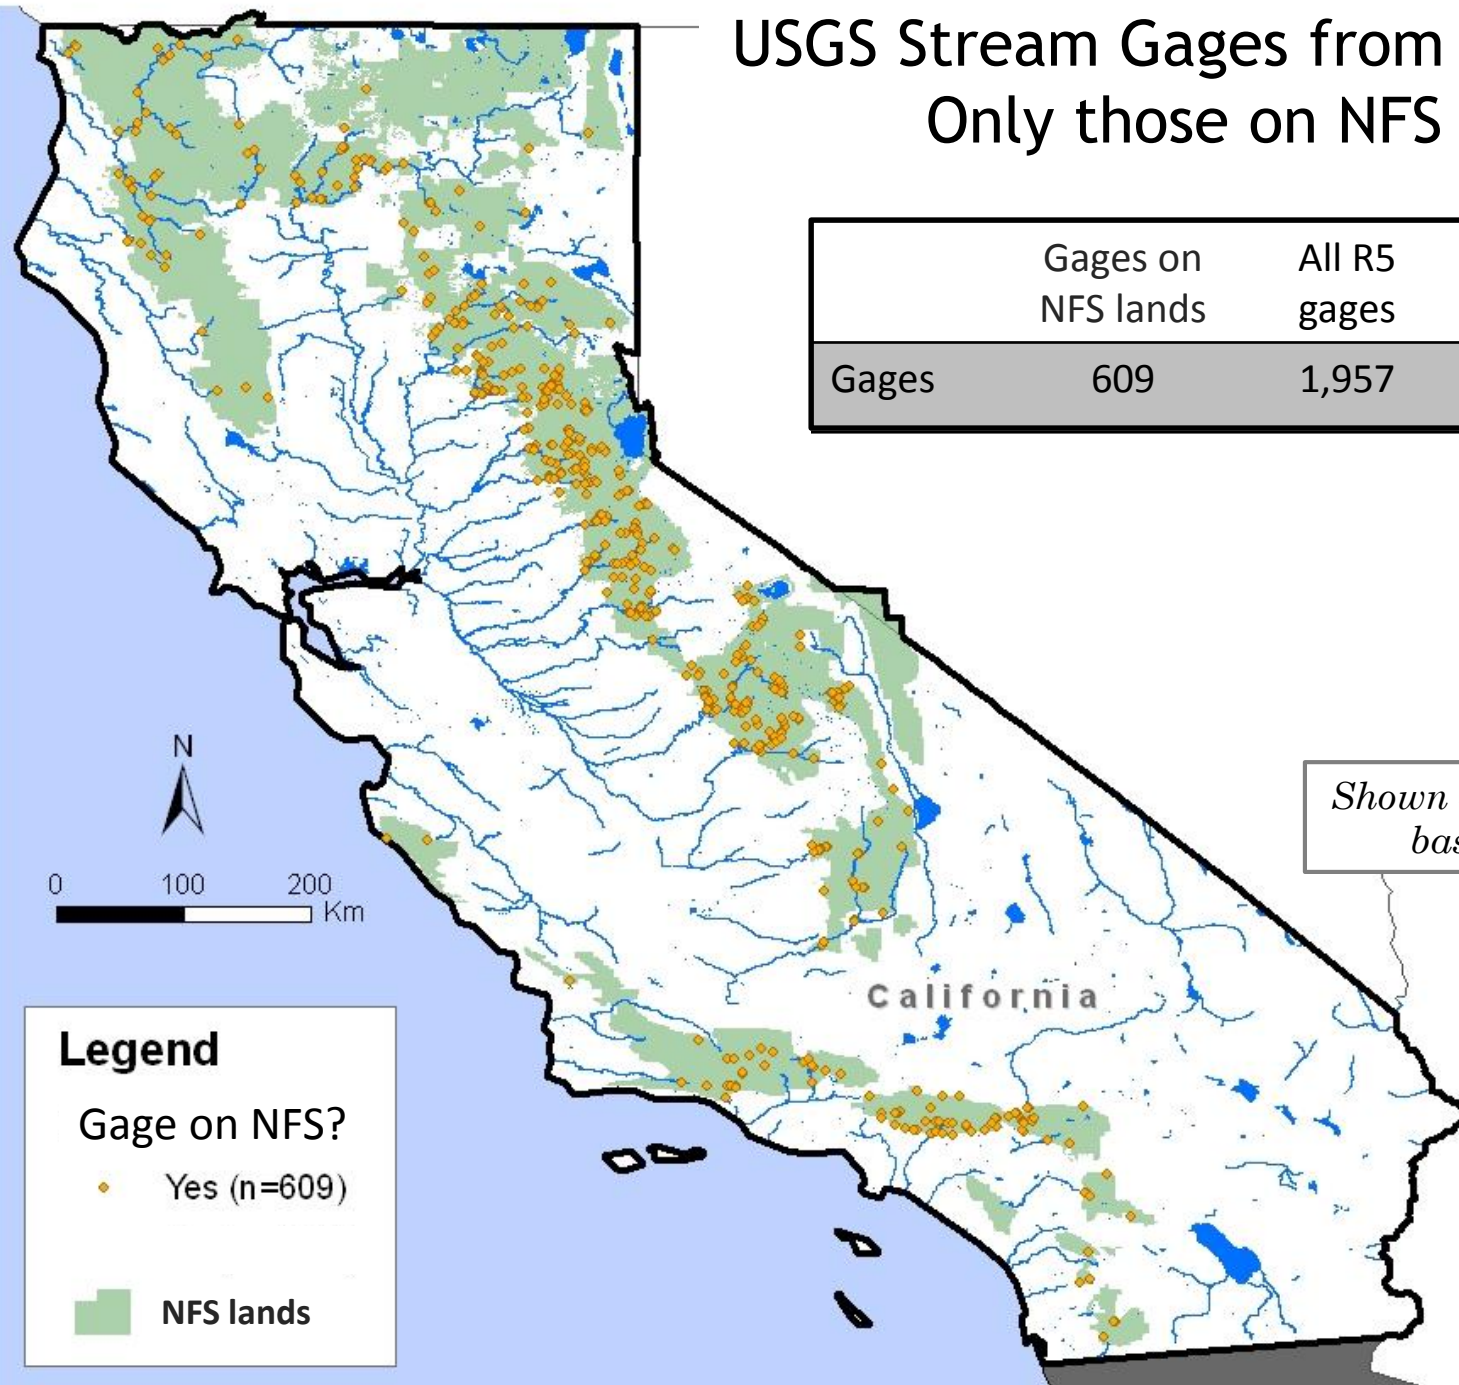 USGS Stream Gages from
Only those on NFS
Gages on All R5
NFS lands gages
Gages 609 1,957
Shown
bas
N
0 100 200
Km
California
Legend
Gage on NFS?
Yes (n=609)
NFS lands